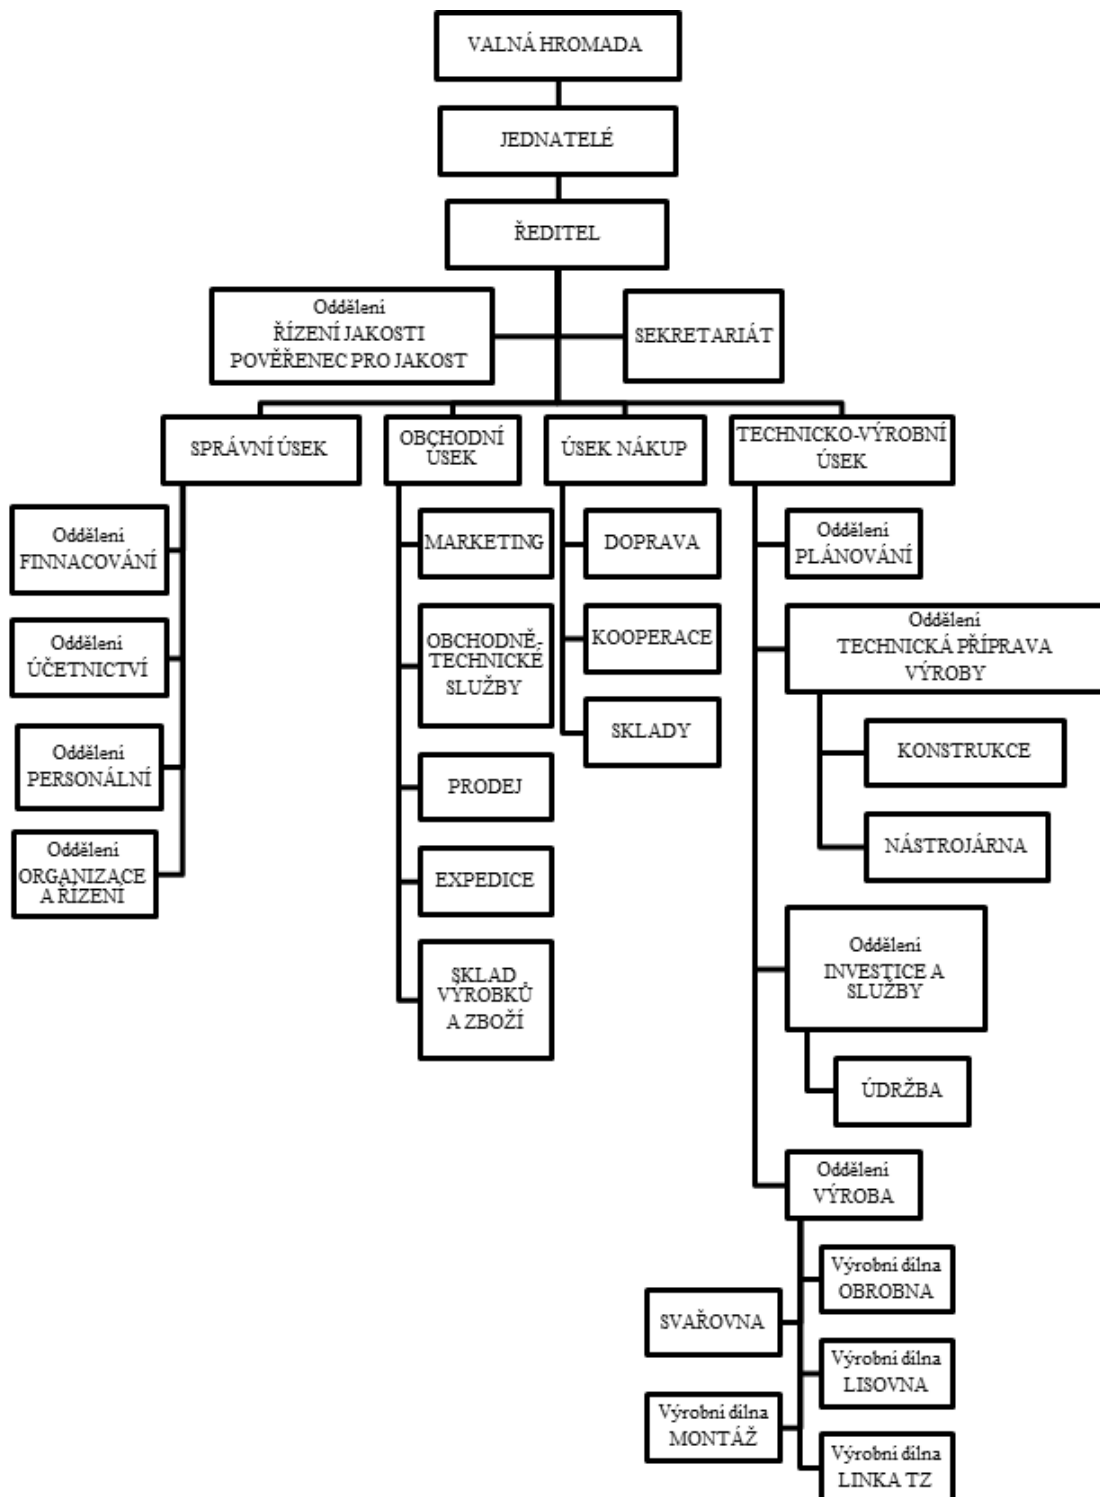 VALNÁ HROMADA
JEDNATELÉ
ŘEDITEL
Oddělení
ŘÍZENÍ JAKOSTI
POVĚŘENEC PRO JAKOST
SEKRETARIÁT
SPRÁVNÍ ÚSEK
OBCHODNÍ
ÚSEK
ÚSEK NÁKUP
TECHNICKO-VÝROBNÍ
ÚSEK
Oddělení
FINNACOVÁNÍ
Oddělení
ÚČETNICTVÍ
Oddělení
PERSONÁLNÍ
Oddělení
ORGANIZACE
A ŘÍZENÍ
MARKETING
OBCHODNĚ-
TECHNICKÉ
SLUŽBY
PRODEJ
EXPEDICE
SKLAD
VÝROBKŮ
A ZBOŽÍ
DOPRAVA
KOOPERACE
SKLADY
Oddělení
PLÁNOVÁNÍ
Oddělení
TECHNICKÁ PŘÍPRAVA
VÝROBY
KONSTRUKCE
NÁSTROJÁRNA
Oddělení
INVESTICE A
SLUŽBY
ÚDRŽBA
Oddělení
VÝROBA
Výrobní dílna
OBROBNA
SVAŘOVNA
Výrobní dílna
LISOVNA
Výrobní dílna
MONTÁŽ
Výrobní dílna
LINKA TZ